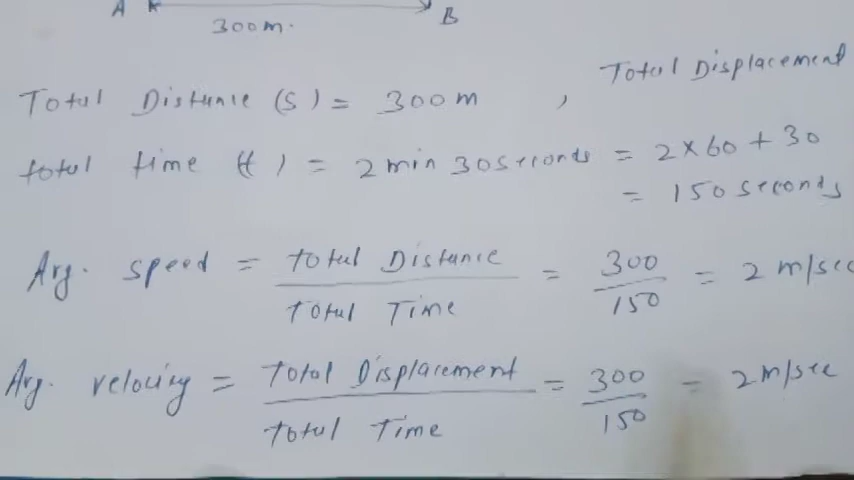 A B
300m.
Total Distance (S) = 300m , Total Displacement
total time (t) = 2 min 30 seconds = 2 × 60 + 30
= 150 seconds
Avg. speed = Total Distance / Total Time = 300 / 150 = 2 m/sec
Avg. velocity = Total Displacement / Total Time = 300 / 150 = 2 m/sec